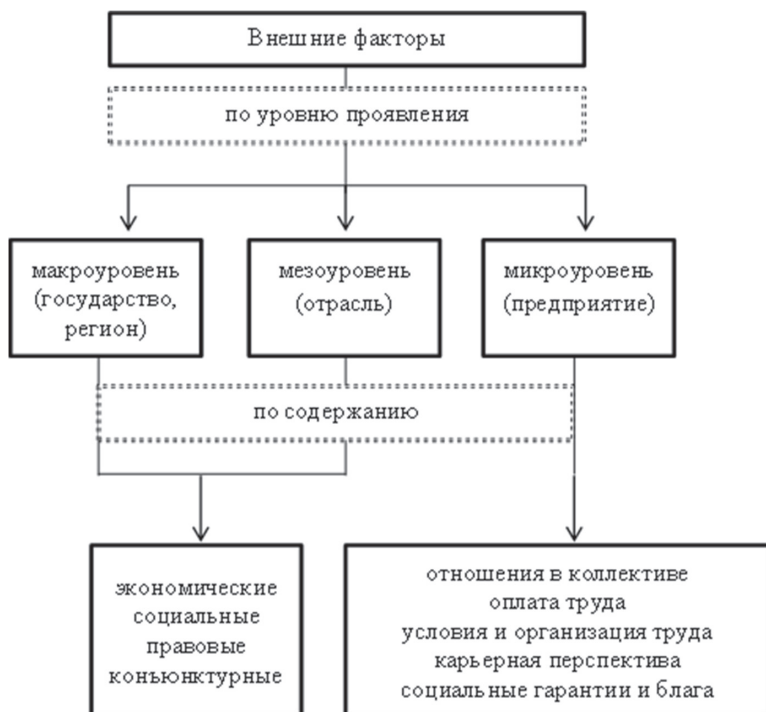 Внешние факторы
по уровню проявления
макроуровень
(государство,
регион)
мезоуровень
(отрасль)
микроуровень
(предприятие)
по содержанию
экономические
социальные
правовые
конъюнктурные
отношения в коллективе
оплата труда
условия и организация труда
карьерная перспектива
социальные гарантии и блага